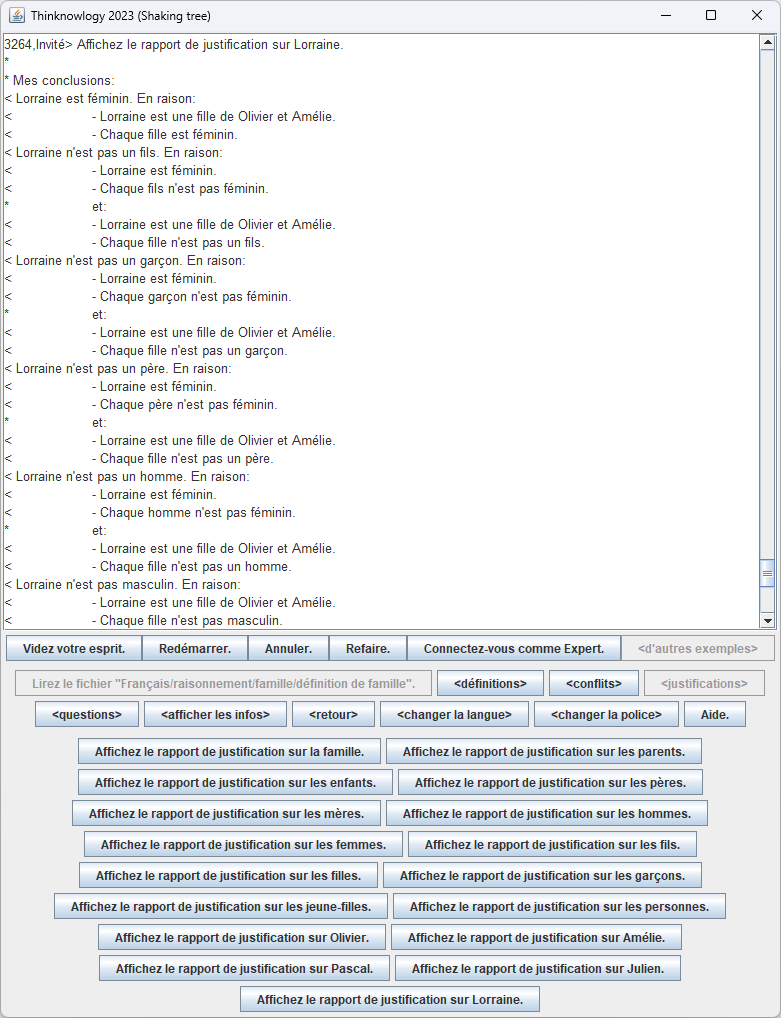 Thinknowlogy 2023 (Shaking tree)
3264,Invité> Affichez le rapport de justification sur Lorraine.
*
* Mes conclusions:
< Lorraine est féminin. En raison:
< - Lorraine est une fille de Olivier et Amélie.
< - Chaque fille est féminin.
< Lorraine n'est pas un fils. En raison:
< - Lorraine est féminin.
< - Chaque fils n'est pas féminin.
* et:
< - Lorraine est une fille de Olivier et Amélie.
< - Chaque fille n'est pas un fils.
< Lorraine n'est pas un garçon. En raison:
< - Lorraine est féminin.
< - Chaque garçon n'est pas féminin.
* et:
< - Lorraine est une fille de Olivier et Amélie.
< - Chaque fille n'est pas un garçon.
< Lorraine n'est pas un père. En raison:
< - Lorraine est féminin.
< - Chaque père n'est pas féminin.
* et:
< - Lorraine est une fille de Olivier et Amélie.
< - Chaque fille n'est pas un père.
< Lorraine n'est pas un homme. En raison:
< - Lorraine est féminin.
< - Chaque homme n'est pas féminin.
* et:
< - Lorraine est une fille de Olivier et Amélie.
< - Chaque fille n'est pas un homme.
< Lorraine n'est pas masculin. En raison:
< - Lorraine est une fille de Olivier et Amélie.
< - Chaque fille n'est pas masculin.
Videz votre esprit. Redémarrer. Annuler. Refaire. Connectez-vous comme Expert. <d'autres exemples>
Lirez le fichier "Français/raisonnement/famille/définition de famille". <définitions> <conflits> <justifications>
<questions> <afficher les infos> <retour> <changer la langue> <changer la police> Aide.
Affichez le rapport de justification sur la famille. Affichez le rapport de justification sur les parents.
Affichez le rapport de justification sur les enfants. Affichez le rapport de justification sur les pères.
Affichez le rapport de justification sur les mères. Affichez le rapport de justification sur les hommes.
Affichez le rapport de justification sur les femmes. Affichez le rapport de justification sur les fils.
Affichez le rapport de justification sur les filles. Affichez le rapport de justification sur les garçons.
Affichez le rapport de justification sur les jeune-filles. Affichez le rapport de justification sur les personnes.
Affichez le rapport de justification sur Olivier. Affichez le rapport de justification sur Amélie.
Affichez le rapport de justification sur Pascal. Affichez le rapport de justification sur Julien.
Affichez le rapport de justification sur Lorraine.